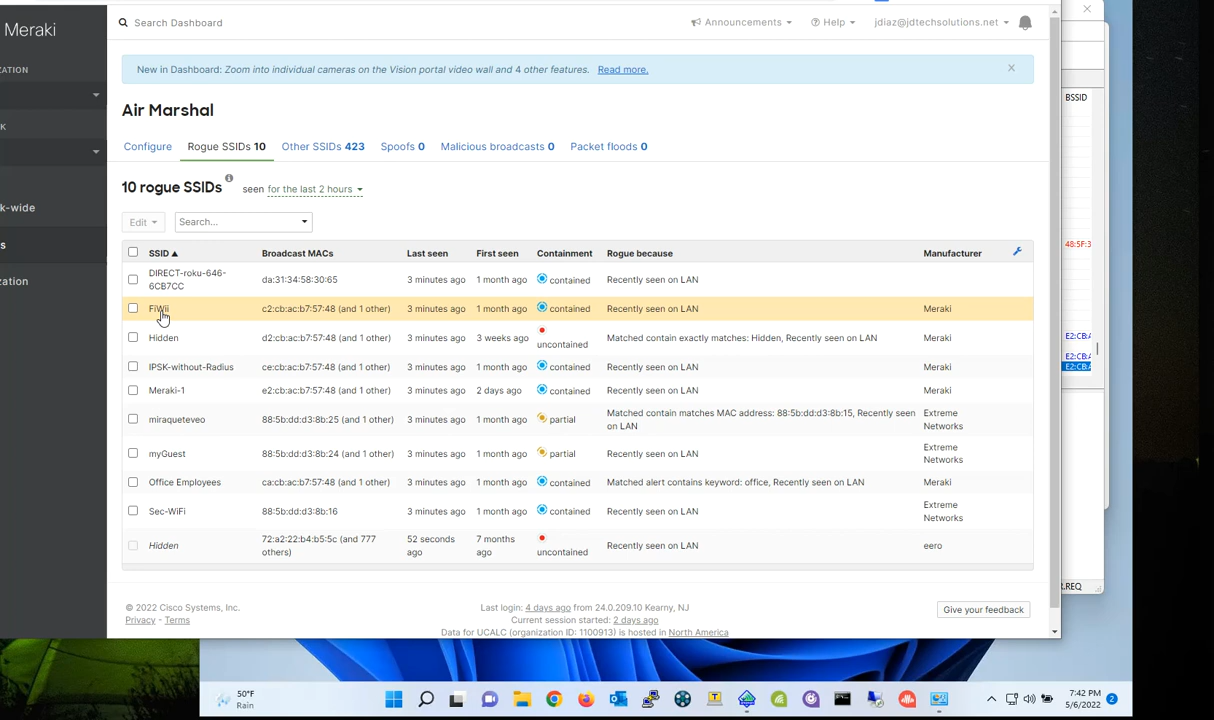 Meraki
Search Dashboard
Announcements
Help
jdiaz@jdtechsolutions.net
ZATION
K
k-wide
s
zation
New in Dashboard: Zoom into individual cameras on the Vision portal video wall and 4 other features. Read more.
Air Marshal
Configure Rogue SSIDs 10 Other SSIDs 423 Spoofs 0 Malicious broadcasts 0 Packet floods 0
10 rogue SSIDs seen for the last 2 hours
Edit Search...
SSID Broadcast MACs Last seen First seen Containment Rogue because Manufacturer
DIRECT-roku-646-
6CB7CC da:31:34:58:30:65 3 minutes ago 1 month ago contained Recently seen on LAN
FiWii c2:cb:ac:b7:57:48 (and 1 other) 3 minutes ago 1 month ago contained Recently seen on LAN Meraki
Hidden d2:cb:ac:b7:57:48 (and 1 other) 3 minutes ago 3 weeks ago uncontained Matched contain exactly matches: Hidden, Recently seen on LAN Meraki
IPSK-without-Radius ce:cb:ac:b7:57:48 (and 1 other) 3 minutes ago 1 month ago contained Recently seen on LAN Meraki
Meraki-1 e2:cb:ac:b7:57:48 (and 1 other) 3 minutes ago 2 days ago contained Recently seen on LAN Meraki
miraqueteveo 88:5b:dd:d3:8b:25 (and 1 other) 3 minutes ago 1 month ago partial Matched contain matches MAC address: 88:5b:dd:d3:8b:15, Recently seen Extreme
on LAN Networks
myGuest 88:5b:dd:d3:8b:24 (and 1 other) 3 minutes ago 1 month ago partial Recently seen on LAN Extreme
Networks
Office Employees ca:cb:ac:b7:57:48 (and 1 other) 3 minutes ago 1 month ago contained Matched alert contains keyword: office, Recently seen on LAN Meraki
Sec-WiFi 88:5b:dd:d3:8b:16 3 minutes ago 1 month ago contained Recently seen on LAN Extreme
Networks
Hidden 72:a2:22:b4:b5:5c (and 777 52 seconds 7 months Recently seen on LAN eero
others) ago ago uncontained
© 2022 Cisco Systems, Inc.
Privacy - Terms
Last login: 4 days ago from 24.0.209.10 Kearny, NJ
Current session started: 2 days ago
Data for UCALC (organization ID: 1100913) is hosted in North America
Give your feedback
BSSID
48:5F:3
E2:CB:A
E2:CB:A
E2:CB:A
R.REQ
50°F
Rain
7:42 PM
5/6/2022
2